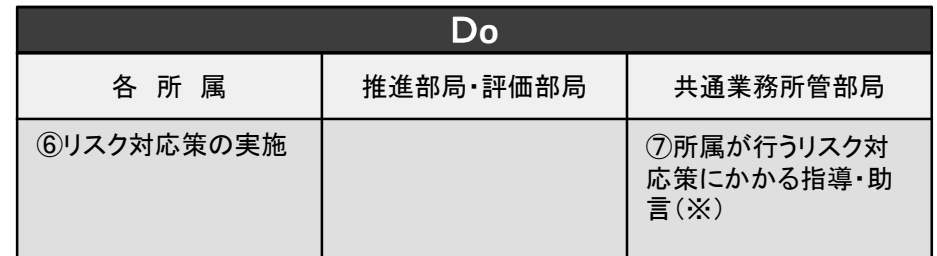 Do
各 所 属
推進部局・評価部局
共通業務所管部局
⑥リスク対応策の実施
⑦所属が行うリスク対
応策にかかる指導・助
言（※）